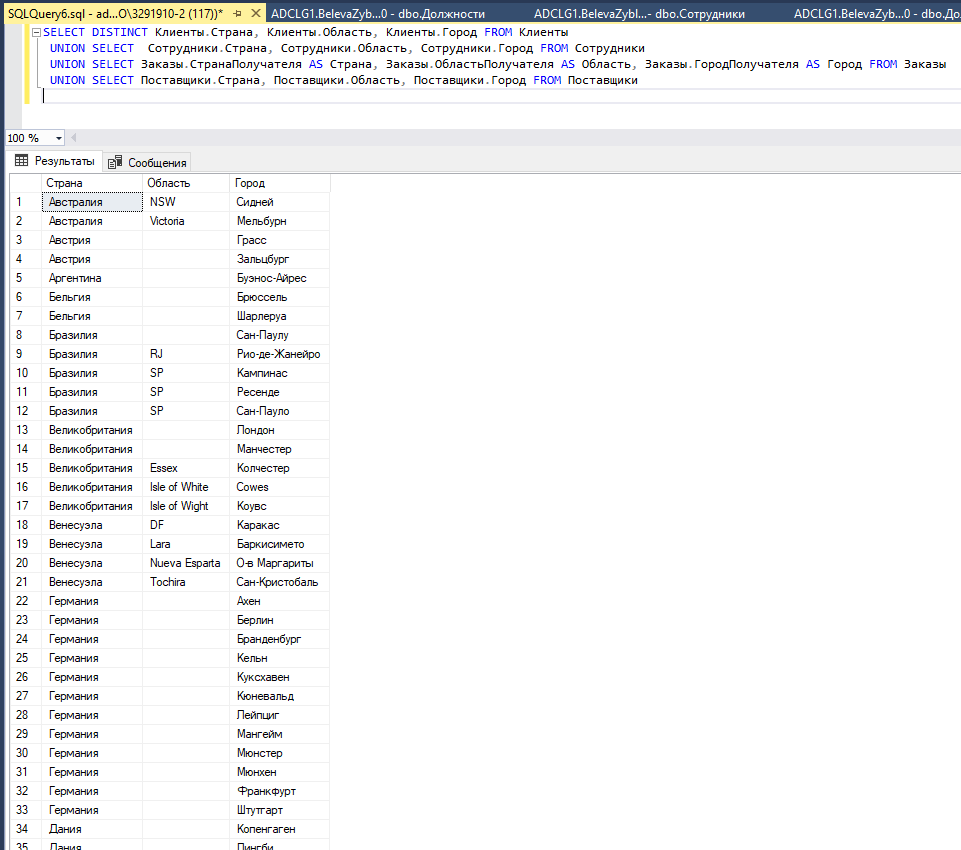 SQLQuery6.sql - ad...O\3291910-2 (117))* ADCLG1.BelevaZyb...0 - dbo.Должности ADCLG1.BelevaZybI...- dbo.Сотрудники ADCLG1.BelevaZyb...0 - dbo.До
SELECT DISTINCT Клиенты.Страна, Клиенты.Область, Клиенты.Город FROM Клиенты
UNION SELECT Сотрудники.Страна, Сотрудники.Область, Сотрудники.Город FROM Сотрудники
UNION SELECT Заказы.СтранаПолучателя AS Страна, Заказы.ОбластьПолучателя AS Область, Заказы.ГородПолучателя AS Город FROM Заказы
UNION SELECT Поставщики.Страна, Поставщики.Область, Поставщики.Город FROM Поставщики
100 %
Результаты Сообщения
Страна Область Город
1 Австралия NSW Сидней
2 Австралия Victoria Мельбурн
3 Австрия Грасс
4 Австрия Зальцбург
5 Аргентина Буэнос-Айрес
6 Бельгия Брюссель
7 Бельгия Шарлеруа
8 Бразилия Сан-Паулу
9 Бразилия RJ Рио-де-Жанейро
10 Бразилия SP Кампинас
11 Бразилия SP Ресенде
12 Бразилия SP Сан-Пауло
13 Великобритания Лондон
14 Великобритания Манчестер
15 Великобритания Essex Колчестер
16 Великобритания Isle of White Cowes
17 Великобритания Isle of Wight Коувс
18 Венесуэла DF Каракас
19 Венесуэла Lara Баркисимето
20 Венесуэла Nueva Esparta О-в Маргариты
21 Венесуэла Tochira Сан-Кристобаль
22 Германия Ахен
23 Германия Берлин
24 Германия Бранденбург
25 Германия Кельн
26 Германия Куксхавен
27 Германия Кюневальд
28 Германия Лейпциг
29 Германия Мангейм
30 Германия Мюнстер
31 Германия Мюнхен
32 Германия Франкфурт
33 Германия Штутгарт
34 Дания Копенгаген
35 Дания Лингби